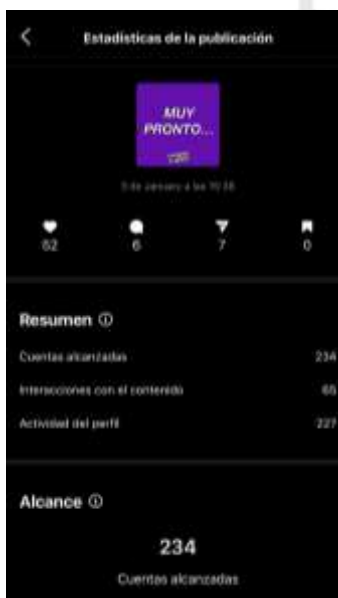 Estadísticas de la publicación
MUY
PRONTO...
62 6 7 0
Resumen
Cuentas alcanzadas 234
Interacciones con el contenido 65
Actividad del perfil 227
Alcance
234
Cuentas alcanzadas